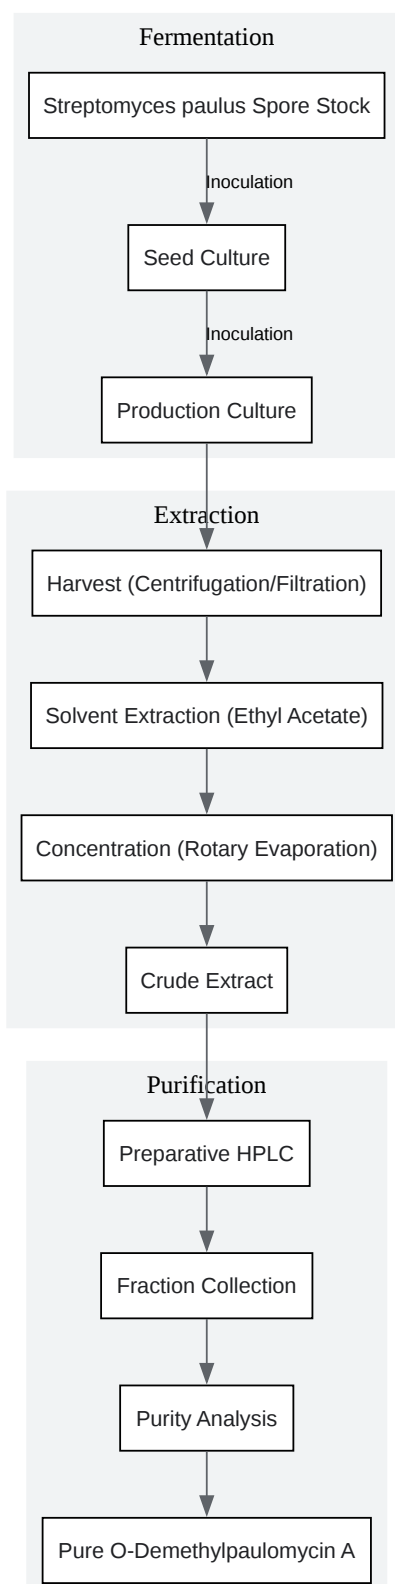 Fermentation
Streptomyces paulus Spore Stock
Inoculation
Seed Culture
Inoculation
Production Culture
Extraction
Harvest (Centrifugation/Filtration)
Solvent Extraction (Ethyl Acetate)
Concentration (Rotary Evaporation)
Crude Extract
Purification
Preparative HPLC
Fraction Collection
Purity Analysis
Pure O-Demethylpaulomycin A